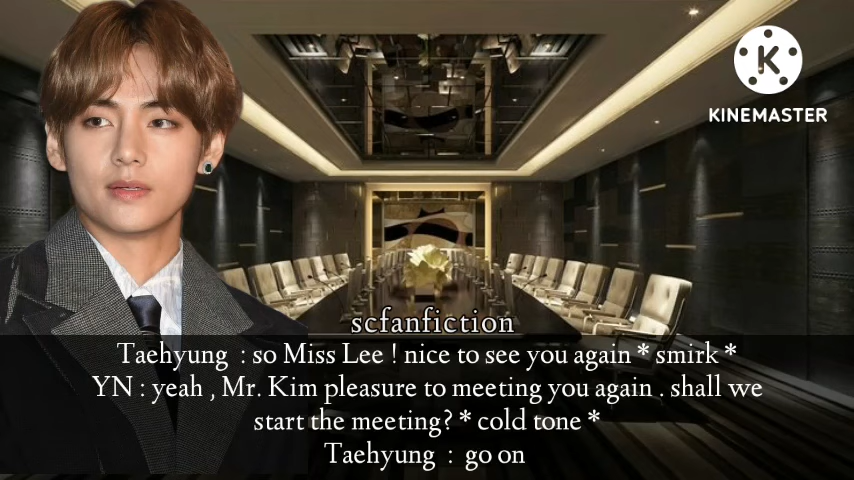 KINEMASTER
scfanfiction
Taehyung : so Miss Lee ! nice to see you again * smirk *
YN : yeah , Mr. Kim pleasure to meeting you again . shall we
start the meeting? * cold tone *
Taehyung : go on